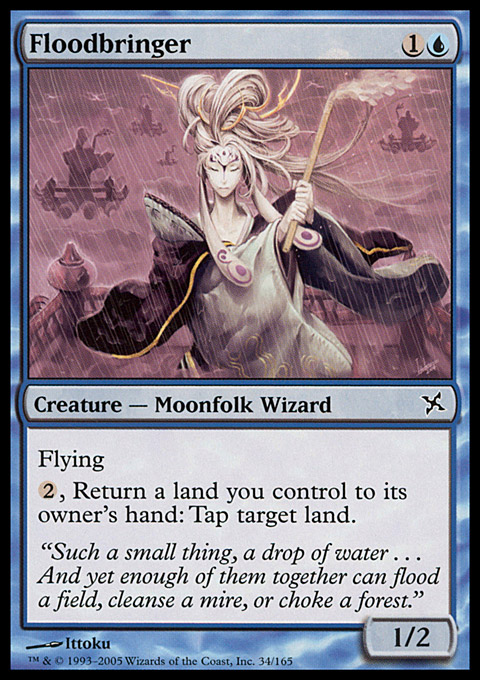 Floodbringer 1
Creature — Moonfolk Wizard
Flying
2, Return a land you control to its
owner's hand: Tap target land.
“Such a small thing, a drop of water . . .
And yet enough of them together can flood
a field, cleanse a mire, or choke a forest.”
Ittoku
1/2
™ & © 1993–2005 Wizards of the Coast, Inc. 34/165